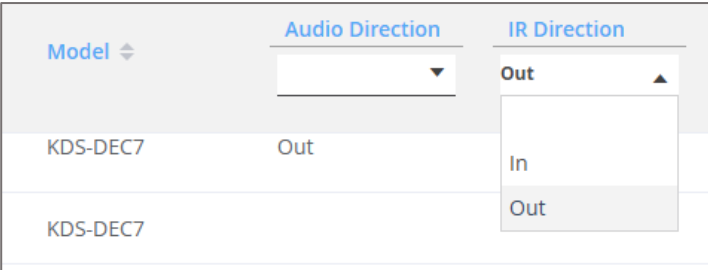 Model
Audio Direction
IR Direction
Out
In
Out
KDS-DEC7
Out
KDS-DEC7